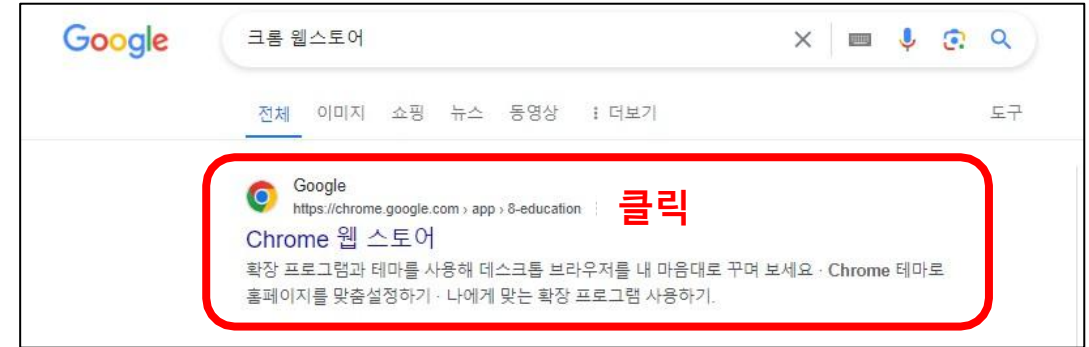 Google 크롬 웹스토어
전체 이미지 쇼핑 뉴스 동영상 더보기 도구
Google
https://chrome.google.com › app › 8-education
클릭
Chrome 웹 스토어
확장 프로그램과 테마를 사용해 데스크톱 브라우저를 내 마음대로 꾸며 보세요 · Chrome 테마로
홈페이지를 맞춤설정하기 · 나에게 맞는 확장 프로그램 사용하기.